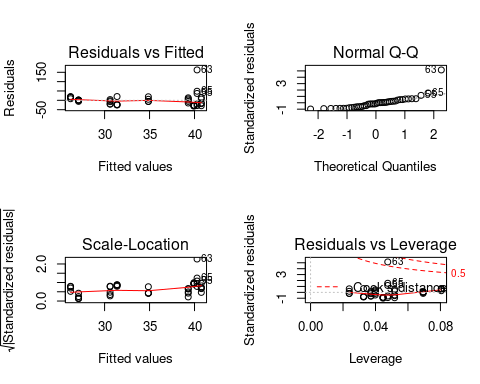 Residuals vs Fitted
Residuals
150
-50
63
65
30
35
40
Fitted values
Normal Q-Q
Standardized residuals
3
-1
63
65
-2
-1
0
1
2
Theoretical Quantiles
Scale-Location
√|Standardized residuals|
2.0
0.0
63
65
30
35
40
Fitted values
Residuals vs Leverage
Standardized residuals
3
-1
63
0.5
Cook's distance
0.00
0.04
0.08
Leverage